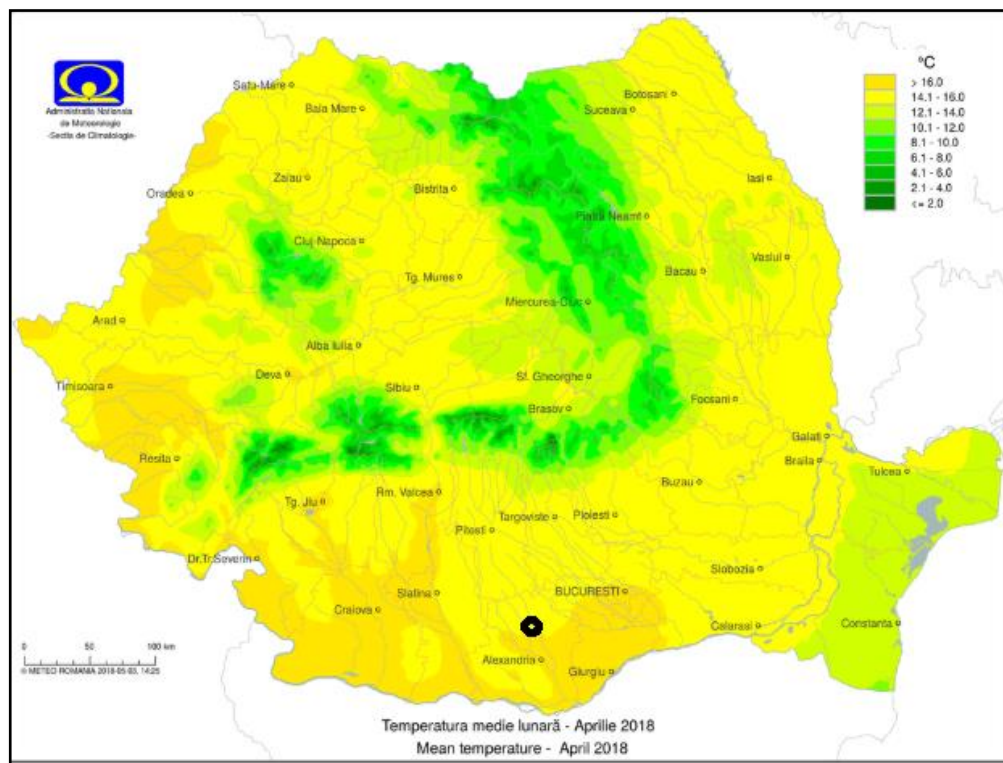 Administratia Nationala
de Meteorologie
-Sectia de Climatologie-
ºC
> 16.0
14.1 - 16.0
12.1 - 14.0
10.1 - 12.0
8.1 - 10.0
6.1 - 8.0
4.1 - 6.0
2.1 - 4.0
<= 2.0
Satu-Mare
Baia Mare
Botosani
Suceava
Zalau
Oradea
Bistrita
Iasi
Piatra Neamt
Cluj-Napoca
Tg. Mures
Bacau
Vaslui
Miercurea-Ciuc
Arad
Alba Iulia
Deva
Timisoara
Sibiu
Sf. Gheorghe
Brasov
Focsani
Galati
Braila
Tulcea
Resita
Buzau
Tg. Jiu
Rm. Valcea
Targoviste
Ploiesti
Pitesti
Dr.Tr.Severin
Slobozia
Slatina
BUCURESTI
Craiova
Calarasi
Constanta
Alexandria
Giurgiu
0 50 100 km
© METEO ROMANIA 2018-05-03, 14:25
Temperatura medie lunară - Aprilie 2018
Mean temperature - April 2018